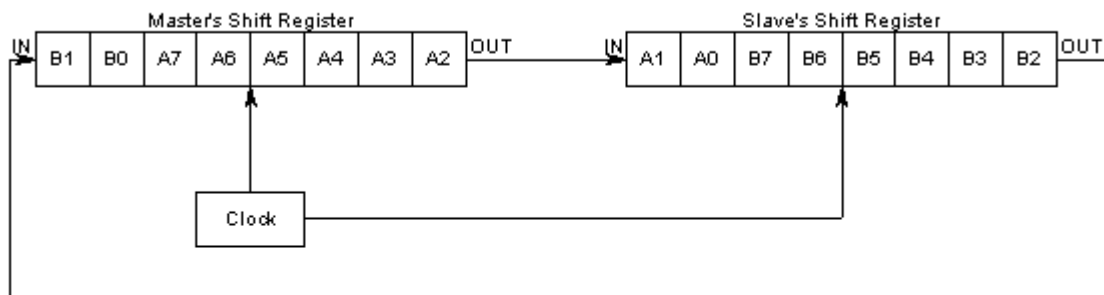 Master's Shift Register
Slave's Shift Register
IN B1 B0 A7 A6 A5 A4 A3 A2 OUT
IN A1 A0 B7 B6 B5 B4 B3 B2 OUT
Clock